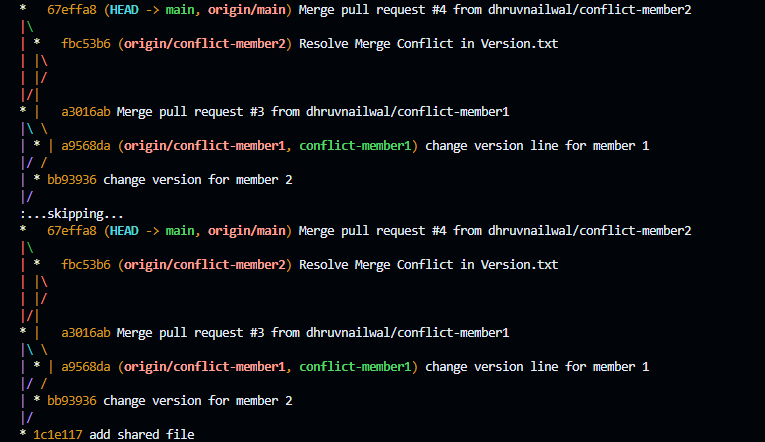 *   67effa8 (HEAD -> main, origin/main) Merge pull request #4 from dhruvnailwal/conflict-member2
|\
| *   fbc53b6 (origin/conflict-member2) Resolve Merge Conflict in Version.txt
| |\
| |/
|/|
* |   a3016ab Merge pull request #3 from dhruvnailwal/conflict-member1
|\ \
| * | a9568da (origin/conflict-member1, conflict-member1) change version line for member 1
|/ /
| * bb93936 change version for member 2
|/
:...skipping...
*   67effa8 (HEAD -> main, origin/main) Merge pull request #4 from dhruvnailwal/conflict-member2
|\
| *   fbc53b6 (origin/conflict-member2) Resolve Merge Conflict in Version.txt
| |\
| |/
|/|
* |   a3016ab Merge pull request #3 from dhruvnailwal/conflict-member1
|\ \
| * | a9568da (origin/conflict-member1, conflict-member1) change version line for member 1
|/ /
| * bb93936 change version for member 2
|/
* 1c1e117 add shared file